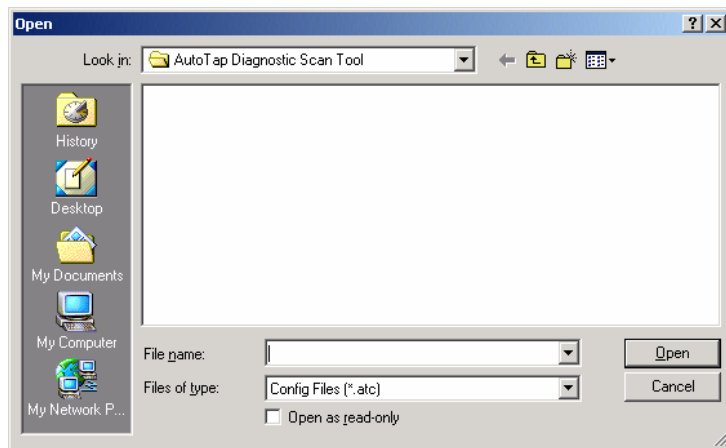 Open
Look in: AutoTap Diagnostic Scan Tool
History
Desktop
My Documents
My Computer
My Network P...
File name:
Open
Files of type: Config Files (*.atc)
Cancel
Open as read-only